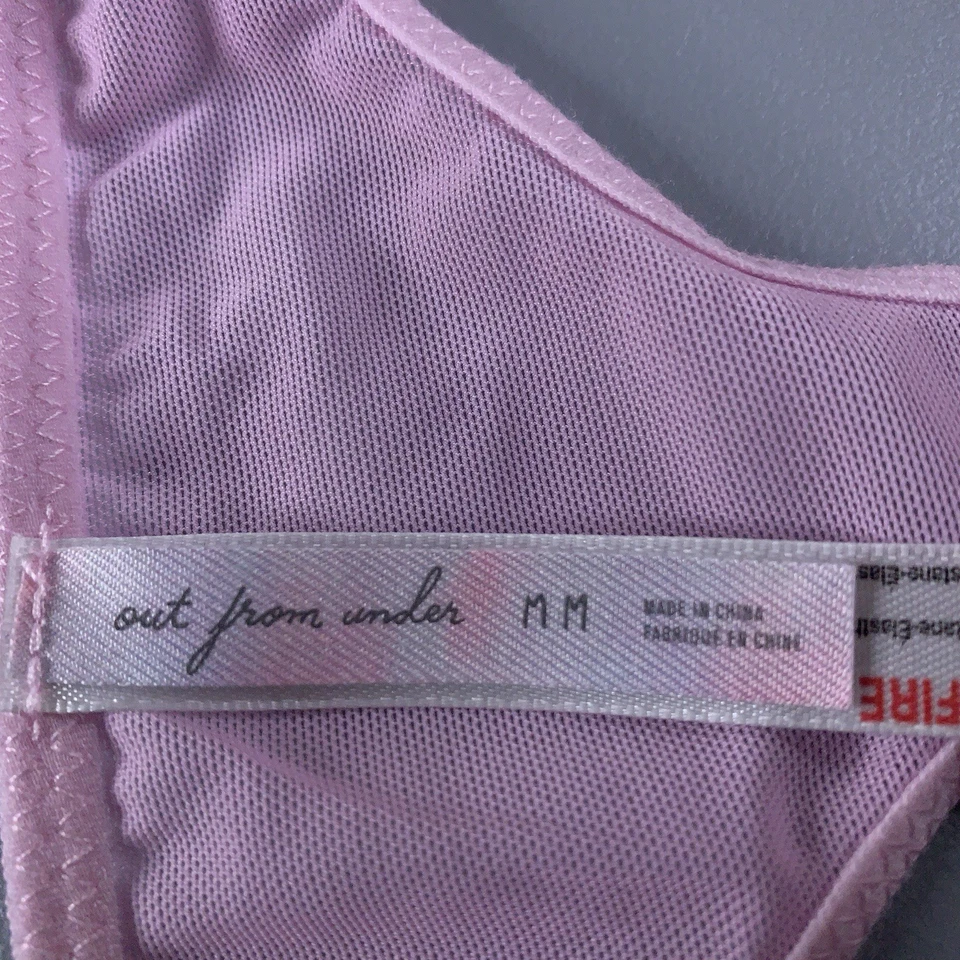 out from under M M
MADE IN CHINA
FABRIQUÉ EN CHINE
FIRE